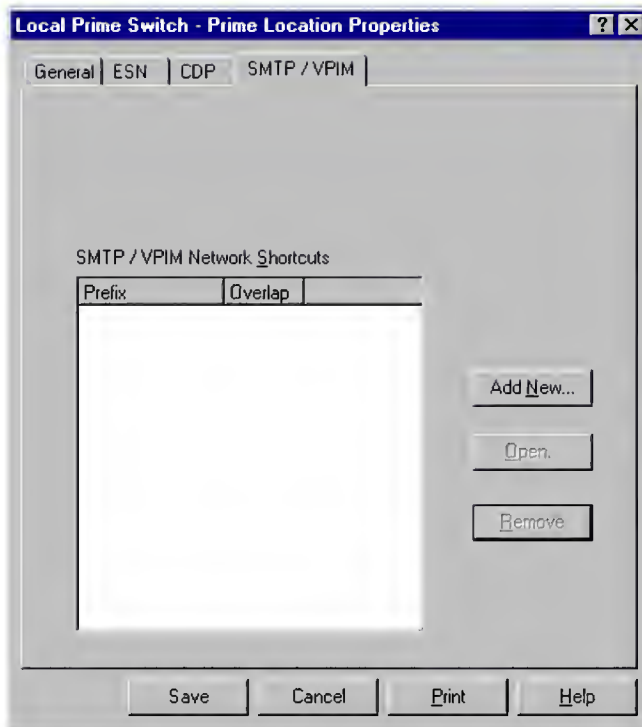 Local Prime Switch - Prime Location Properties ? X
General ESN CDP SMTP / VPIM
SMTP / VPIM Network Shortcuts
Prefix Overlap
Add New...
Open.
Remove
Save Cancel Print Help